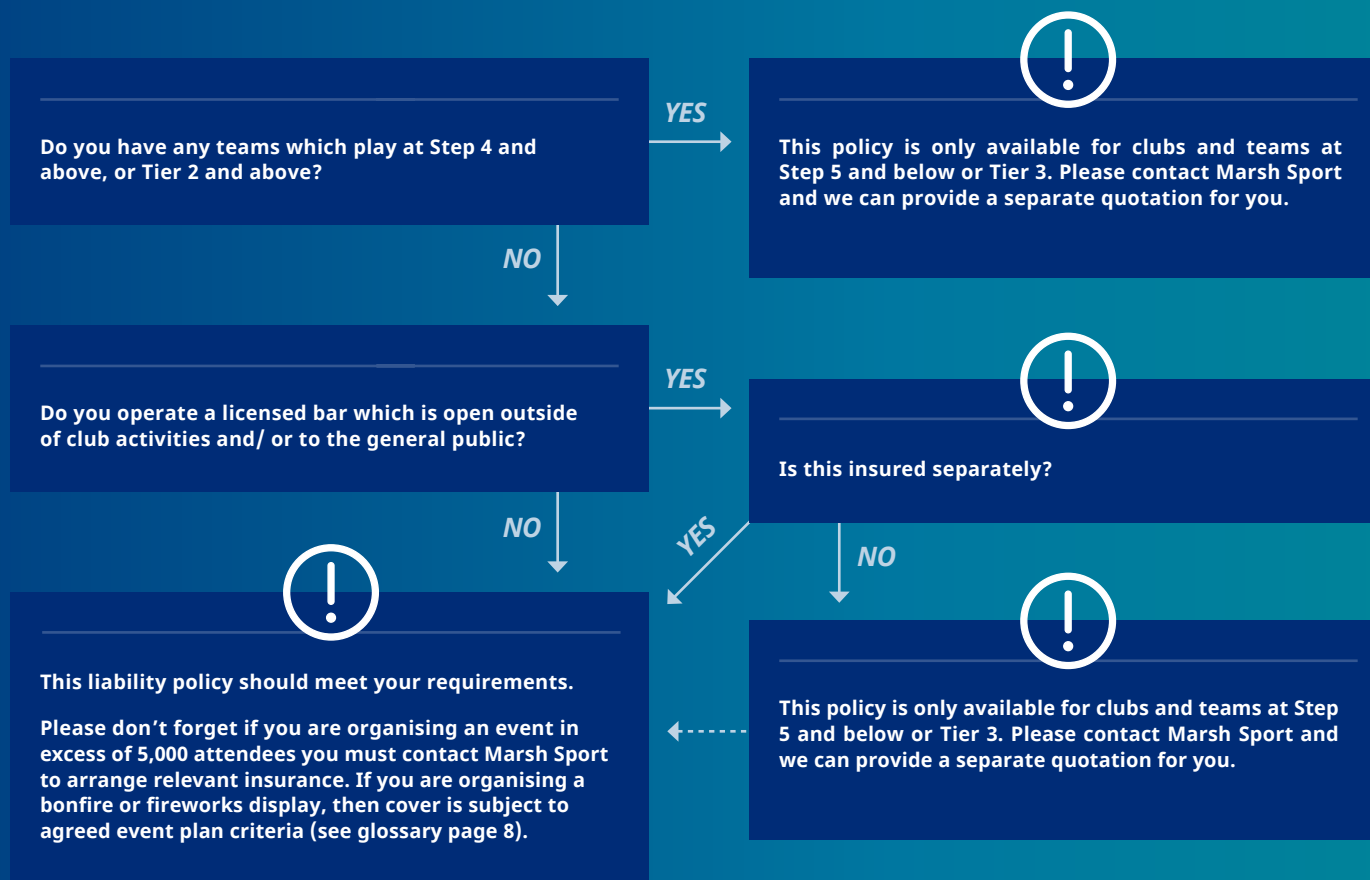 Do you have any teams which play at Step 4 and
above, or Tier 2 and above?
YES
This policy is only available for clubs and teams at
Step 5 and below or Tier 3. Please contact Marsh Sport
and we can provide a separate quotation for you.
NO
Do you operate a licensed bar which is open outside
of club activities and/ or to the general public?
YES
Is this insured separately?
NO
YES
NO
This liability policy should meet your requirements.
Please don’t forget if you are organising an event in
excess of 5,000 attendees you must contact Marsh Sport
to arrange relevant insurance. If you are organising a
bonfire or fireworks display, then cover is subject to
agreed event plan criteria (see glossary page 8).
This policy is only available for clubs and teams at Step
5 and below or Tier 3. Please contact Marsh Sport and
we can provide a separate quotation for you.